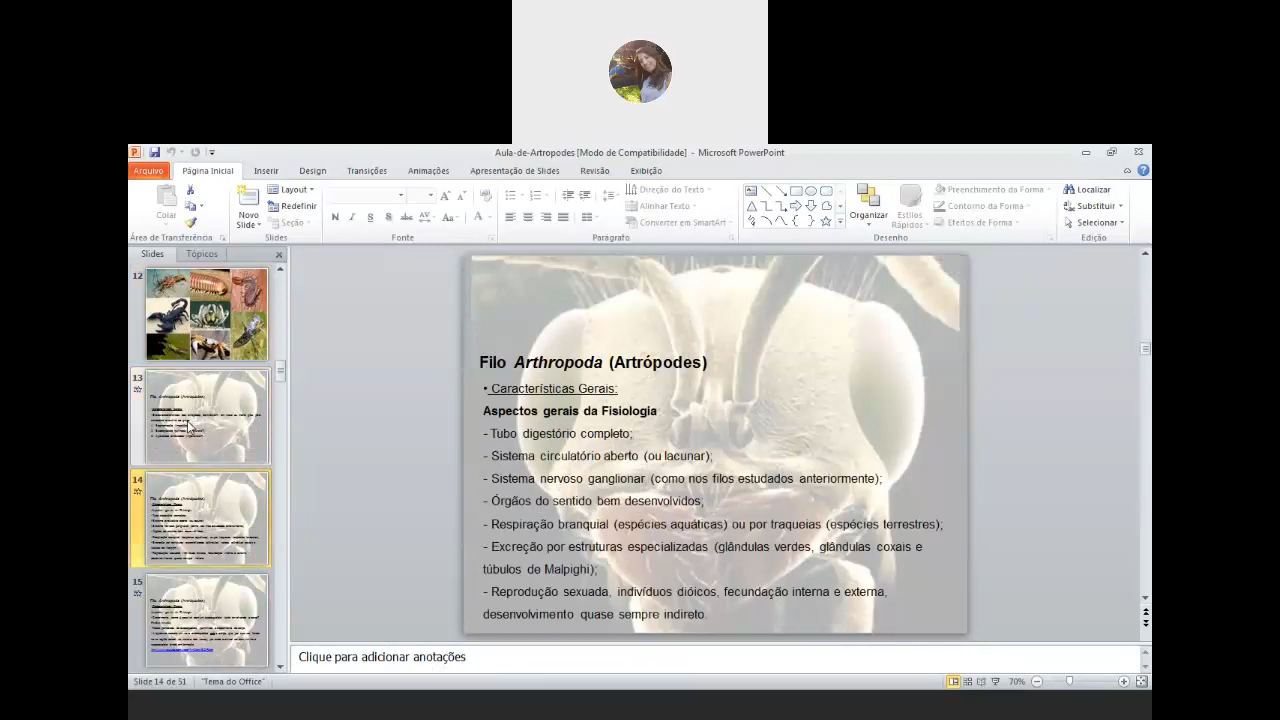 Aula-de-Artropodes [Modo de Compatibilidade] - Microsoft PowerPoint
Arquivo Página Inicial Inserir Design Transições Animações Apresentação de Slides Revisão Exibição
Colar
Novo Slide
Layout
Redefinir
Seção
N I S S abc AV Aa A
Direção do Texto
Alinhar Texto
Converter em SmartArt
Organizar
Estilos Rápidos
Preenchimento da Forma
Contorno da Forma
Efeitos de Forma
Localizar
Substituir
Selecionar
Área de Transferência Slides Fonte Parágrafo Desenho Edição
Slides Tópicos
12
13
14
15
Filo Arthropoda (Artrópodes)
• Características Gerais:
Aspectos gerais da Fisiologia
- Tubo digestório completo;
- Sistema circulatório aberto (ou lacunar);
- Sistema nervoso ganglionar (como nos filos estudados anteriormente);
- Órgãos do sentido bem desenvolvidos;
- Respiração branquial (espécies aquáticas) ou por traqueias (espécies terrestres);
- Excreção por estruturas especializadas (glândulas verdes, glândulas coxais e
túbulos de Malpighi);
- Reprodução sexuada, indivíduos dióicos, fecundação interna e externa,
desenvolvimento quase sempre indireto.
Clique para adicionar anotações
Slide 14 de 51 "Tema do Office" 70%